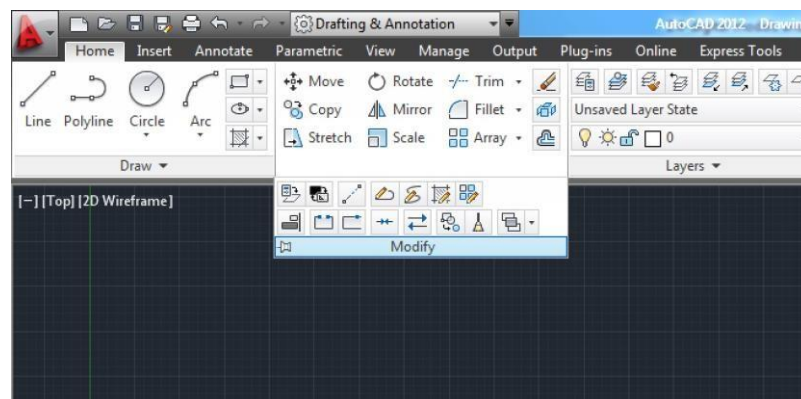 Drafting & Annotation
AutoCAD 2012
Home Insert Annotate Parametric View Manage Output Plug-ins Online Express Tools
Move Rotate Trim
Copy Mirror Fillet
Stretch Scale Array
Line Polyline Circle Arc
Unsaved Layer State
0
Draw
Layers
[−] [Top] [2D Wireframe]
Modify